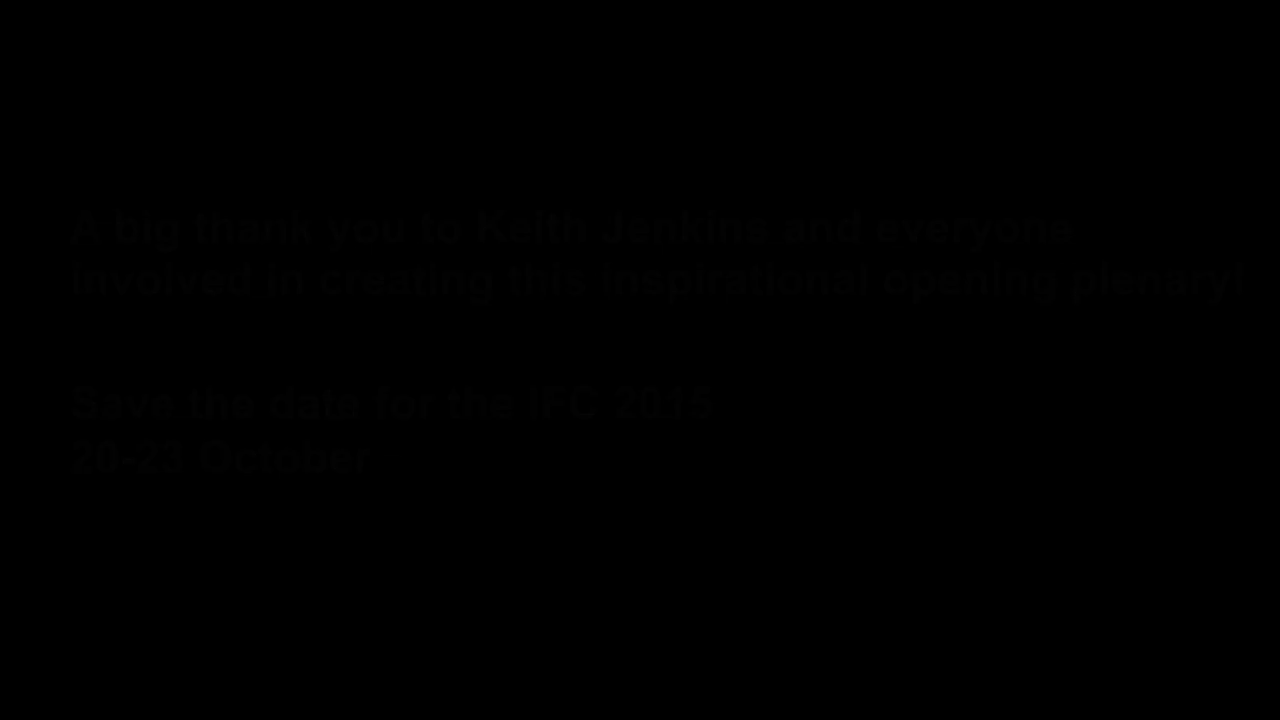 A big thank you to Keith Jenkins and everyone
involved in creating this inspirational opening plenary!
Save the date for the IFC 2015
20-23 October